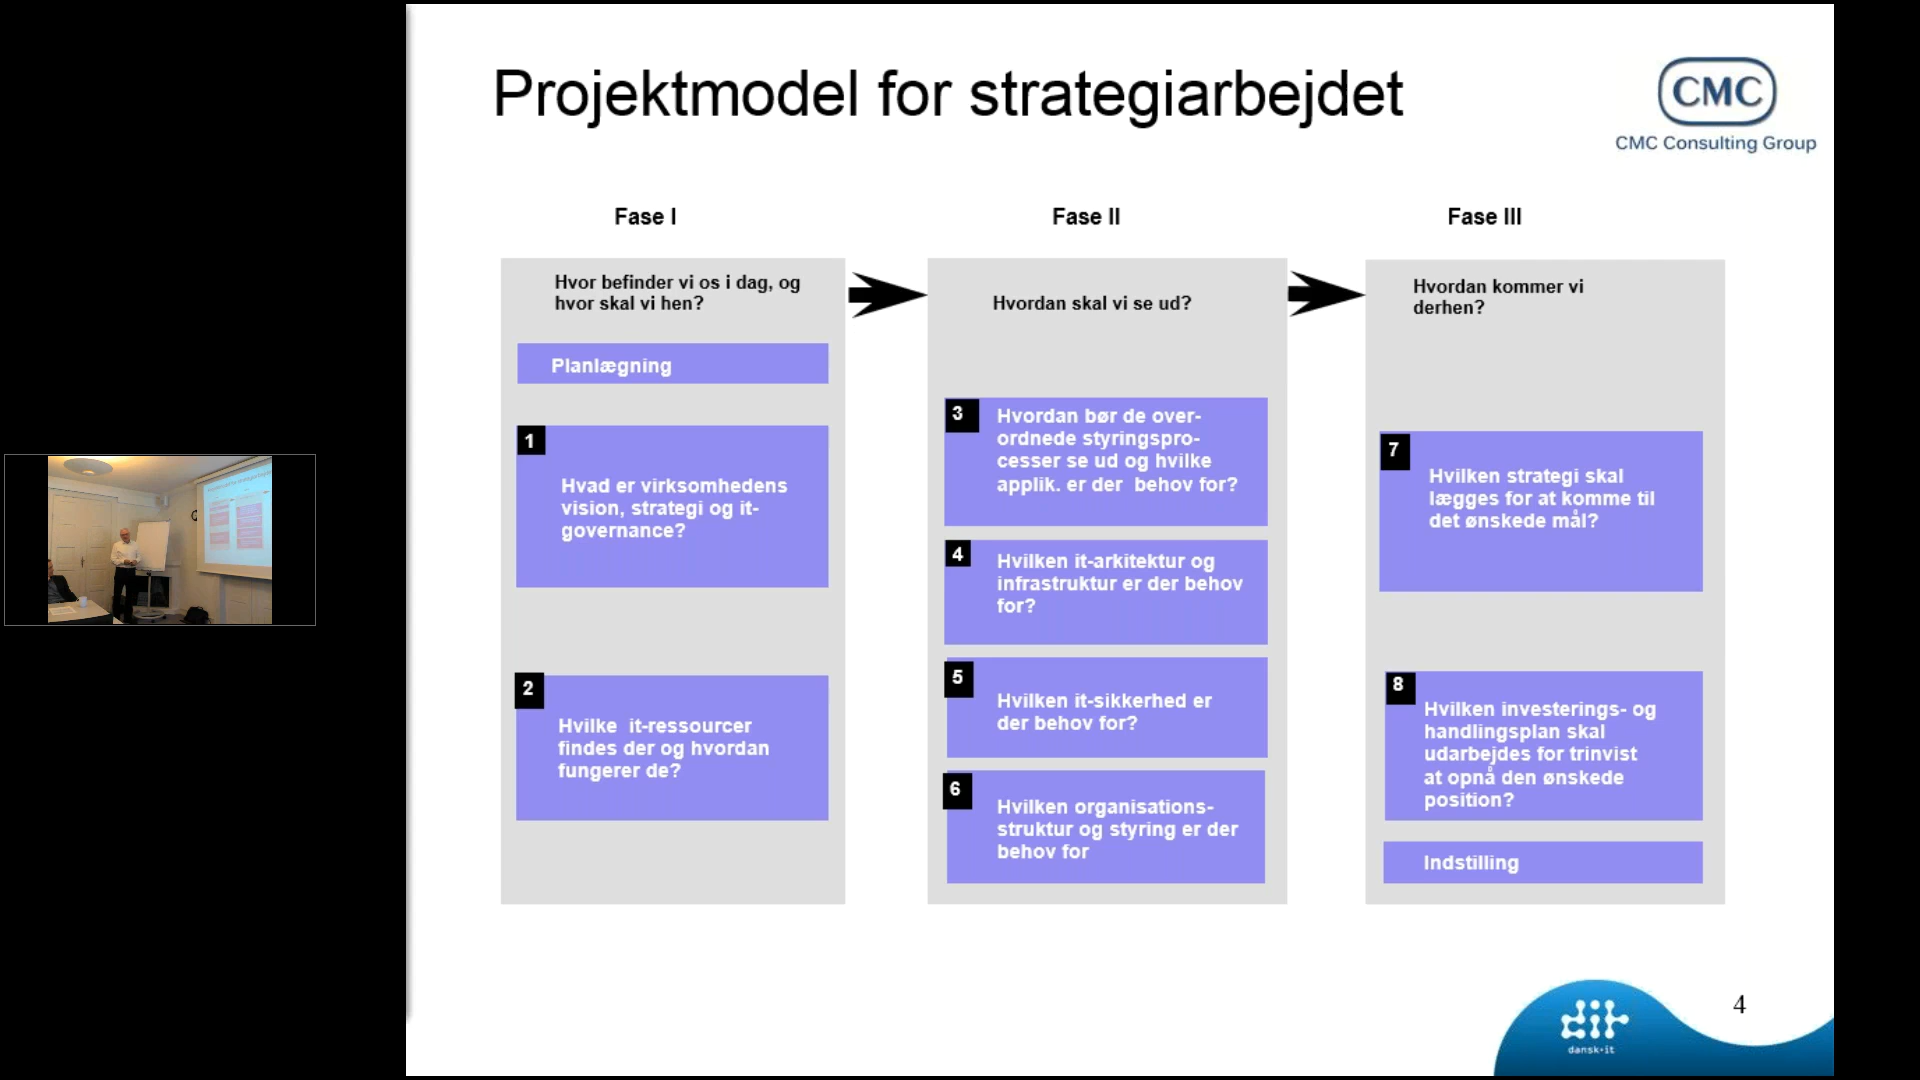 Projektmodel for strategiarbejdet
CMC
CMC Consulting Group
Fase I
Hvor befinder vi os i dag, og
hvor skal vi hen?
Planlægning
1
Hvad er virksomhedens
vision, strategi og it-
governance?
2
Hvilke it-ressourcer
findes der og hvordan
fungerer de?
Fase II
Hvordan skal vi se ud?
3
Hvordan bør de over-
ordnede styringspro-
cesser se ud og hvilke
applik. er der behov for?
4
Hvilken it-arkitektur og
infrastruktur er der behov
for?
5
Hvilken it-sikkerhed er
der behov for?
6
Hvilken organisations-
struktur og styring er der
behov for
Fase III
Hvordan kommer vi
derhen?
7
Hvilken strategi skal
lægges for at komme til
det ønskede mål?
8
Hvilken investerings- og
handlingsplan skal
udarbejdes for trinvist
at opnå den ønskede
position?
Indstilling
dit
dansk-it
4